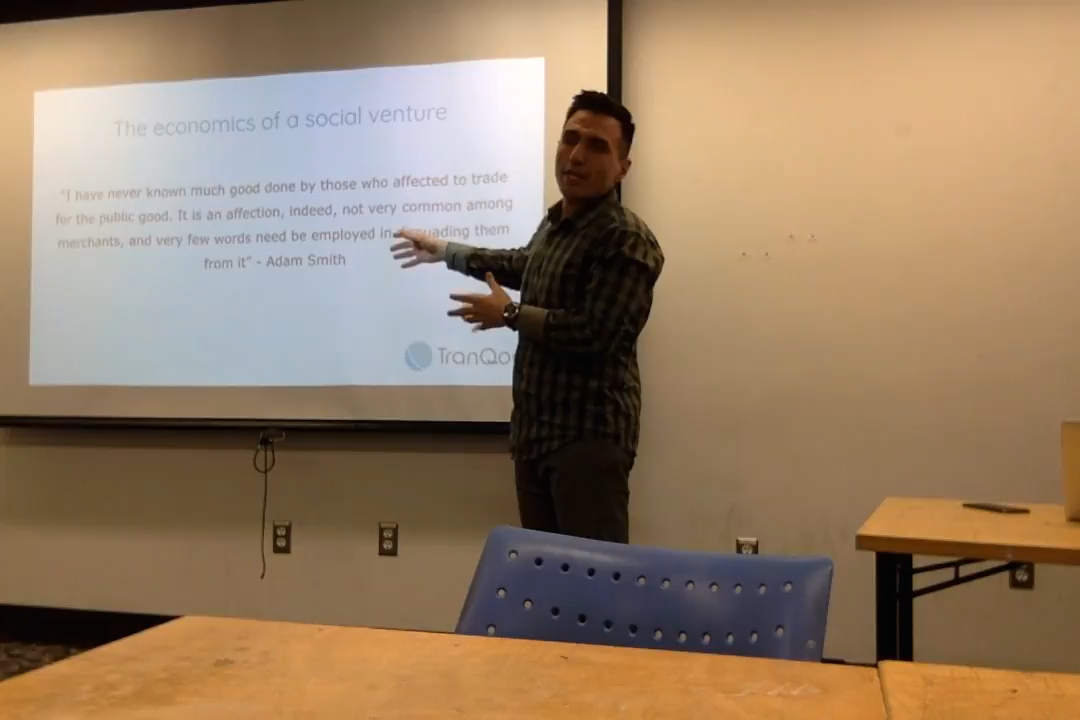 The economics of a social venture
"I have never known much good done by those who affected to trade
for the public good. It is an affection, indeed, not very common among
merchants, and very few words need be employed in them
from it" - Adam Smith
TranQo